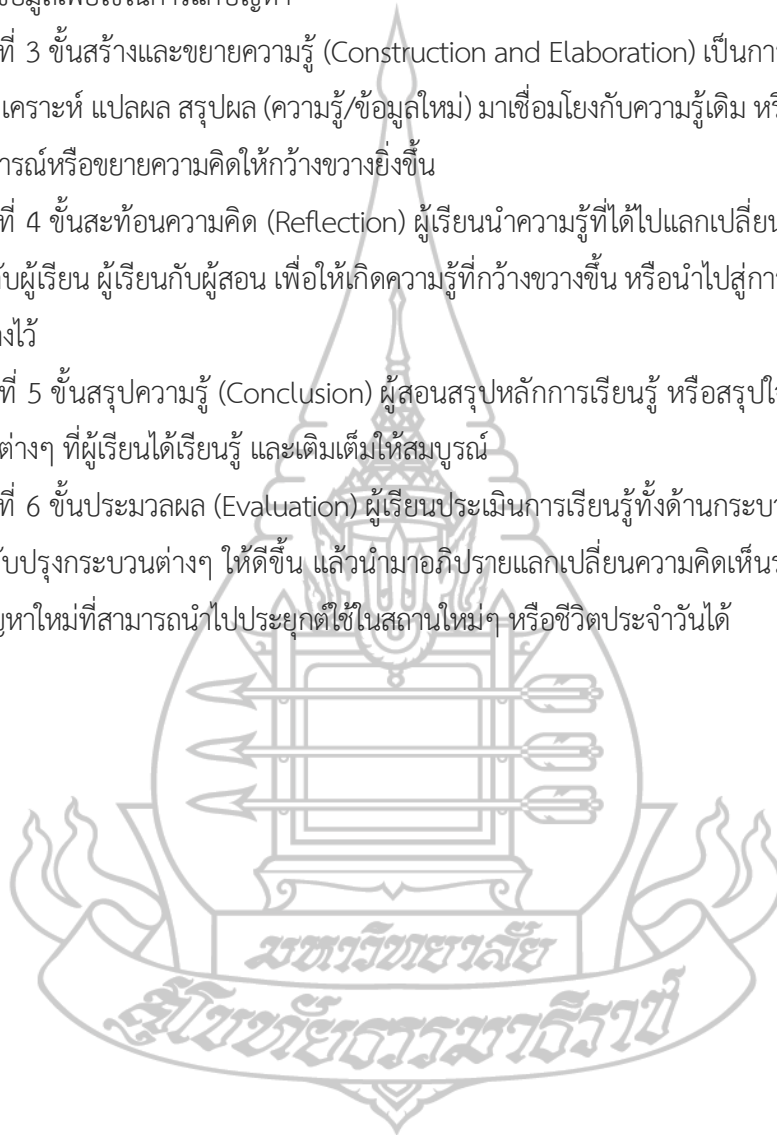 ที่ 3 ขั้นสร้างและขยายความรู้ (Construction and Elaboration) เป็นกา
เคราะห์ แปลผล สรุปผล (ความรู้/ข้อมูลใหม่) มาเชื่อมโยงกับความรู้เดิม หรื
ารณ์หรือขยายความคิดให้กว้างขวางยิ่งขึ้น
ที่ 4 ขั้นสะท้อนความคิด (Reflection) ผู้เรียนนำความรู้ที่ได้ไปแลกเปลี่ยน
ับผู้เรียน ผู้เรียนกับผู้สอน เพื่อให้เกิดความรู้ที่กว้างขวางขึ้น หรือนำไปสู่กา
งไว้
ที่ 5 ขั้นสรุปความรู้ (Conclusion) ผู้สอนสรุปหลักการเรียนรู้ หรือสรุปใ
ต่างๆ ที่ผู้เรียนได้เรียนรู้ และเติมเต็มให้สมบูรณ์
ที่ 6 ขั้นประมวลผล (Evaluation) ผู้เรียนประเมินการเรียนรู้ทั้งด้านกระบว
ับปรุงกระบวนต่างๆ ให้ดีขึ้น แล้วนำมาอภิปรายแลกเปลี่ยนความคิดเห็นร
ญหาใหม่ที่สามารถนำไปประยุกต์ใช้ในสถานใหม่ๆ หรือชีวิตประจำวันได้
มหาวิทยาลัย
สุโขทัยธรรมาธิราช